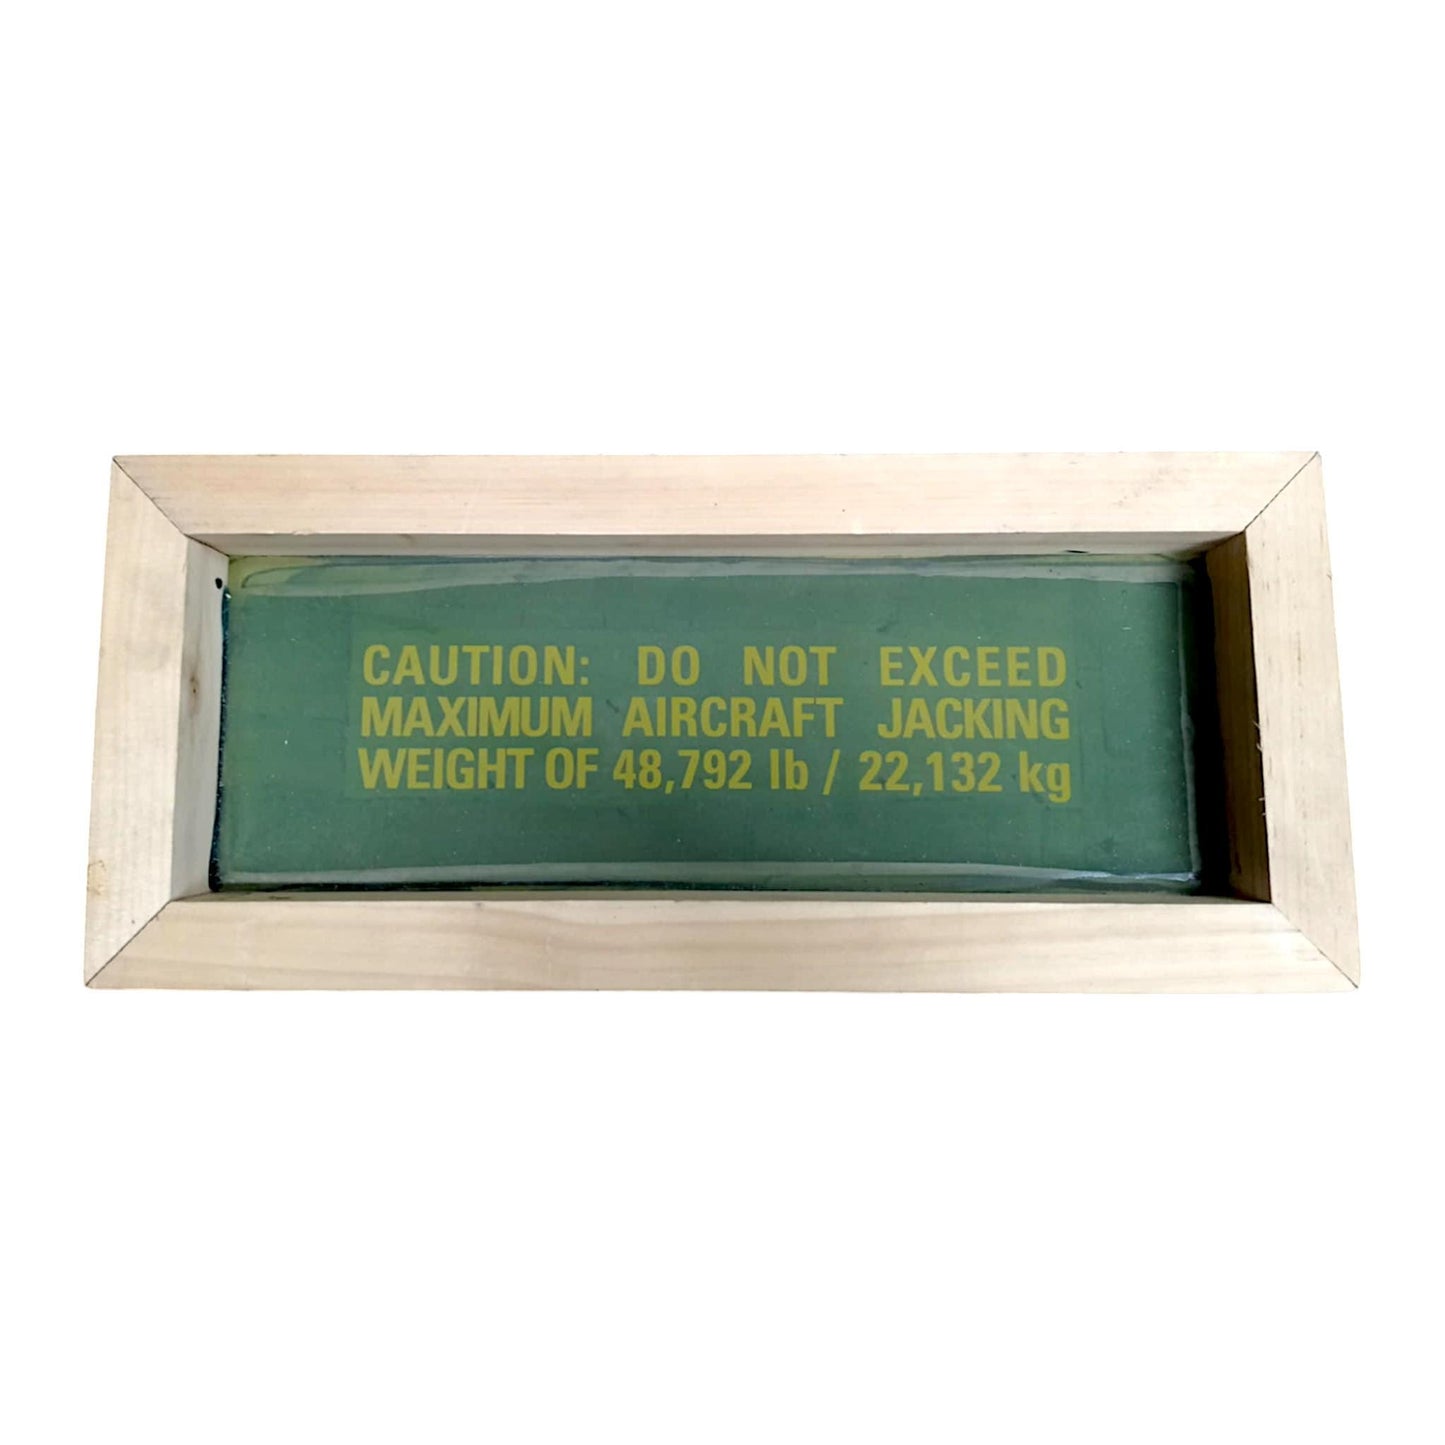 CAUTION: DO NOT EXCEED
MAXIMUM AIRCRAFT JACKING
WEIGHT OF 48,792 lb / 22,132 kg